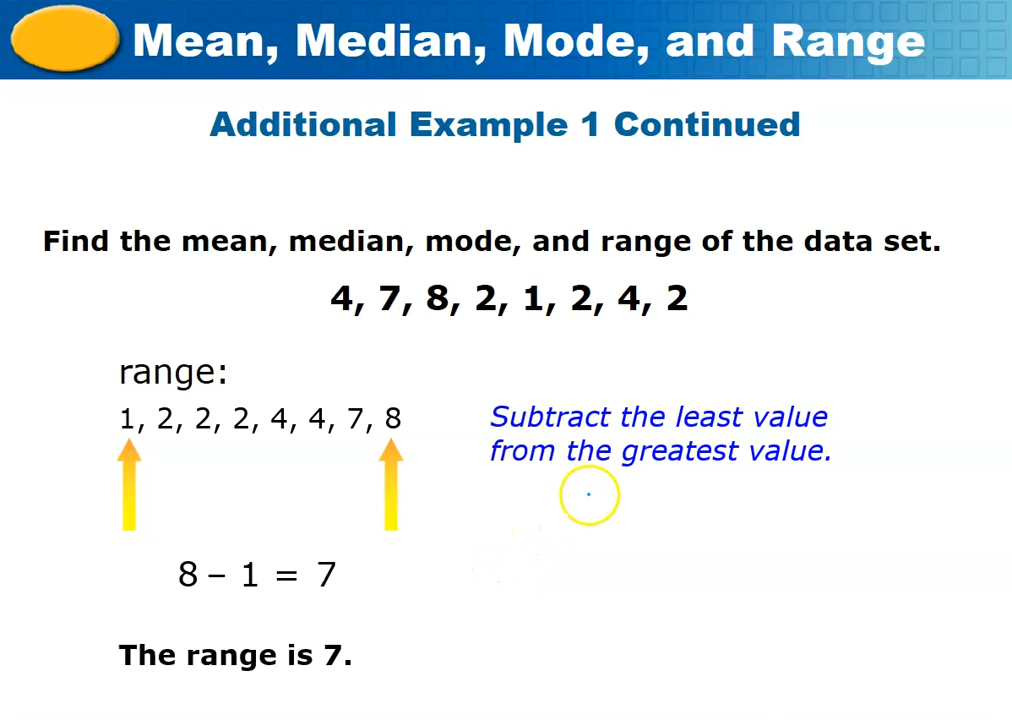 Mean, Median, Mode, and Range
Additional Example 1 Continued
Find the mean, median, mode, and range of the data set.
4, 7, 8, 2, 1, 2, 4, 2
range:
1, 2, 2, 2, 4, 4, 7, 8
Subtract the least value
from the greatest value.
8 – 1 = 7
The range is 7.